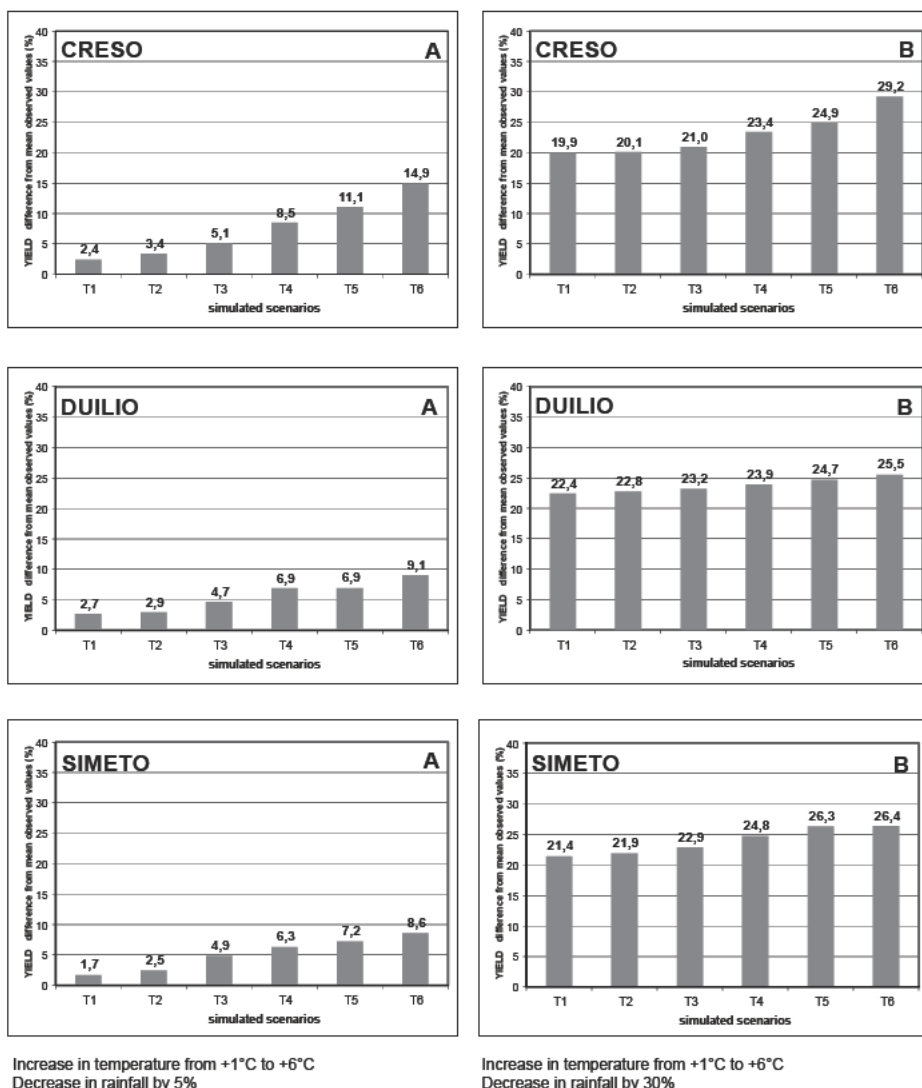 CRESO A
YIELD difference from mean observed values (%)
40
35
30
25
20
15
10
5
0
2,4 3,4 5,1 8,5 11,1 14,9
T1 T2 T3 T4 T5 T6
simulated scenarios
CRESO B
YIELD difference from mean observed values (%)
40
35
30
25
20
15
10
5
0
19,9 20,1 21,0 23,4 24,9 29,2
T1 T2 T3 T4 T5 T6
simulated scenarios
DUILIO A
YIELD difference from mean observed values (%)
40
35
30
25
20
15
10
5
0
2,7 2,9 4,7 6,9 6,9 9,1
T1 T2 T3 T4 T5 T6
simulated scenarios
DUILIO B
YIELD difference from mean observed values (%)
40
35
30
25
20
15
10
5
0
22,4 22,8 23,2 23,9 24,7 25,5
T1 T2 T3 T4 T5 T6
simulated scenarios
SIMETO A
YIELD difference from mean observed values (%)
40
35
30
25
20
15
10
5
0
1,7 2,5 4,9 6,3 7,2 8,6
T1 T2 T3 T4 T5 T6
simulated scenarios
SIMETO B
YIELD difference from mean observed values (%)
40
35
30
25
20
15
10
5
0
21,4 21,9 22,9 24,8 26,3 26,4
T1 T2 T3 T4 T5 T6
simulated scenarios
Increase in temperature from +1°C to +6°C
Decrease in rainfall by 5%
Increase in temperature from +1°C to +6°C
Decrease in rainfall by 30%